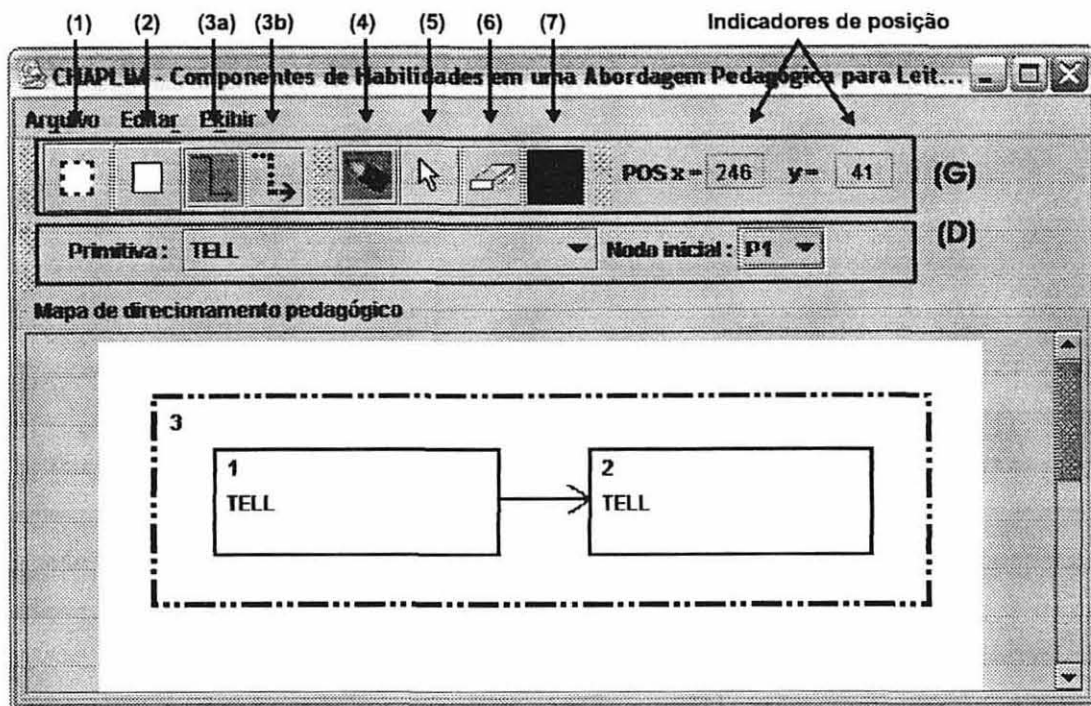 (1) (2) (3a) (3b) (4) (5) (6) (7) Indicadores de posição
CHAPLIM - Componentes de Habilidades em uma Abordagem Pedagógica para Leit...
Arquivo Editar Exibir
POS x = 246 y = 41 (G)
Primitiva : TELL Nodo inicial : P1 (D)
Mapa de direcionamento pedagógico
3
1 2
TELL TELL